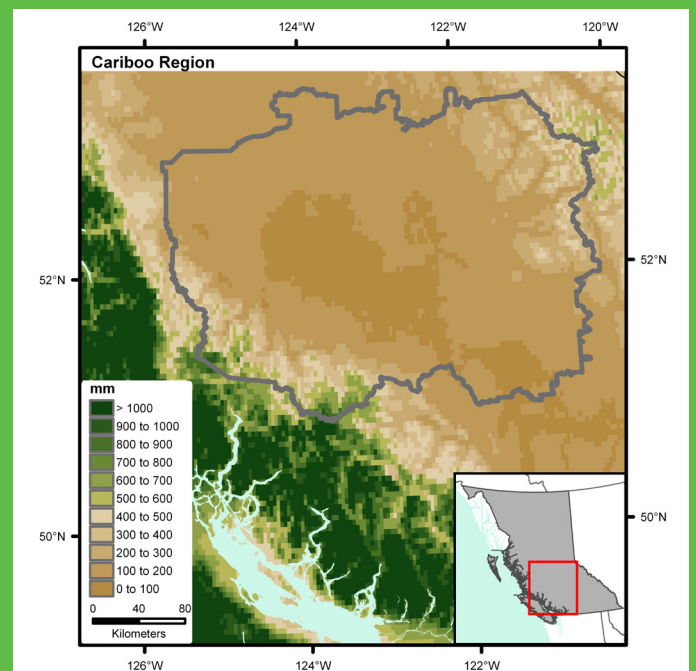 126°W 124°W 122°W 120°W
Cariboo Region
52°N 52°N
mm
> 1000
900 to 1000
800 to 900
700 to 800
600 to 700
500 to 600
400 to 500
300 to 400
200 to 300
100 to 200
0 to 100
50°N 50°N
0 40 80
Kilometers
126°W 124°W 122°W